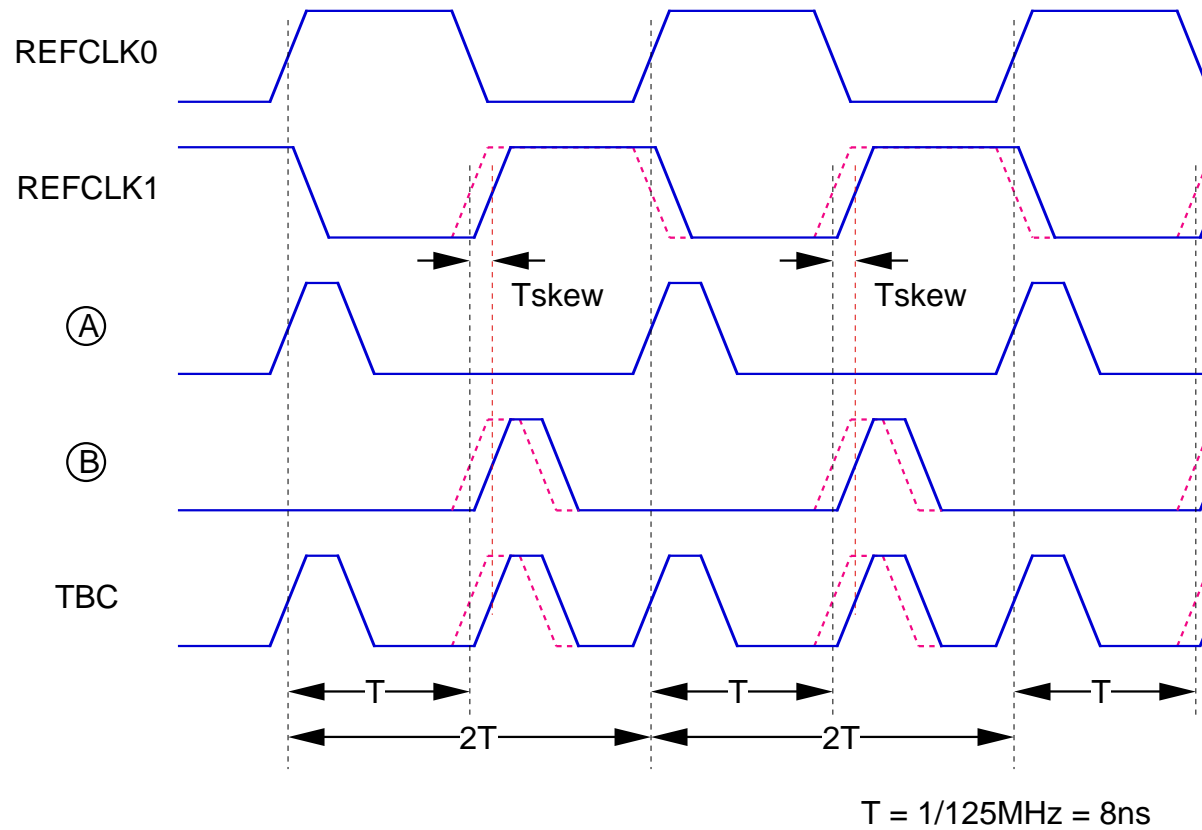 REFCLK0
REFCLK1
Tskew Tskew
A
B
TBC
T T T
2T 2T
T = 1/125MHz = 8ns